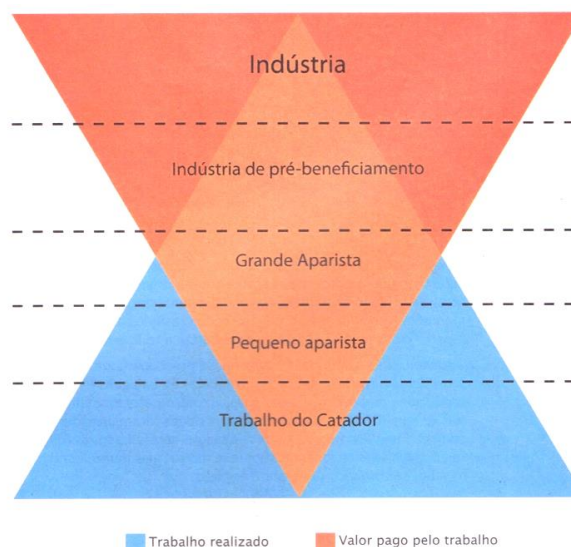 Indústria
Indústria de pré-beneficiamento
Grande Aparista
Pequeno aparista
Trabalho do Catador
Trabalho realizado
Valor pago pelo trabalho